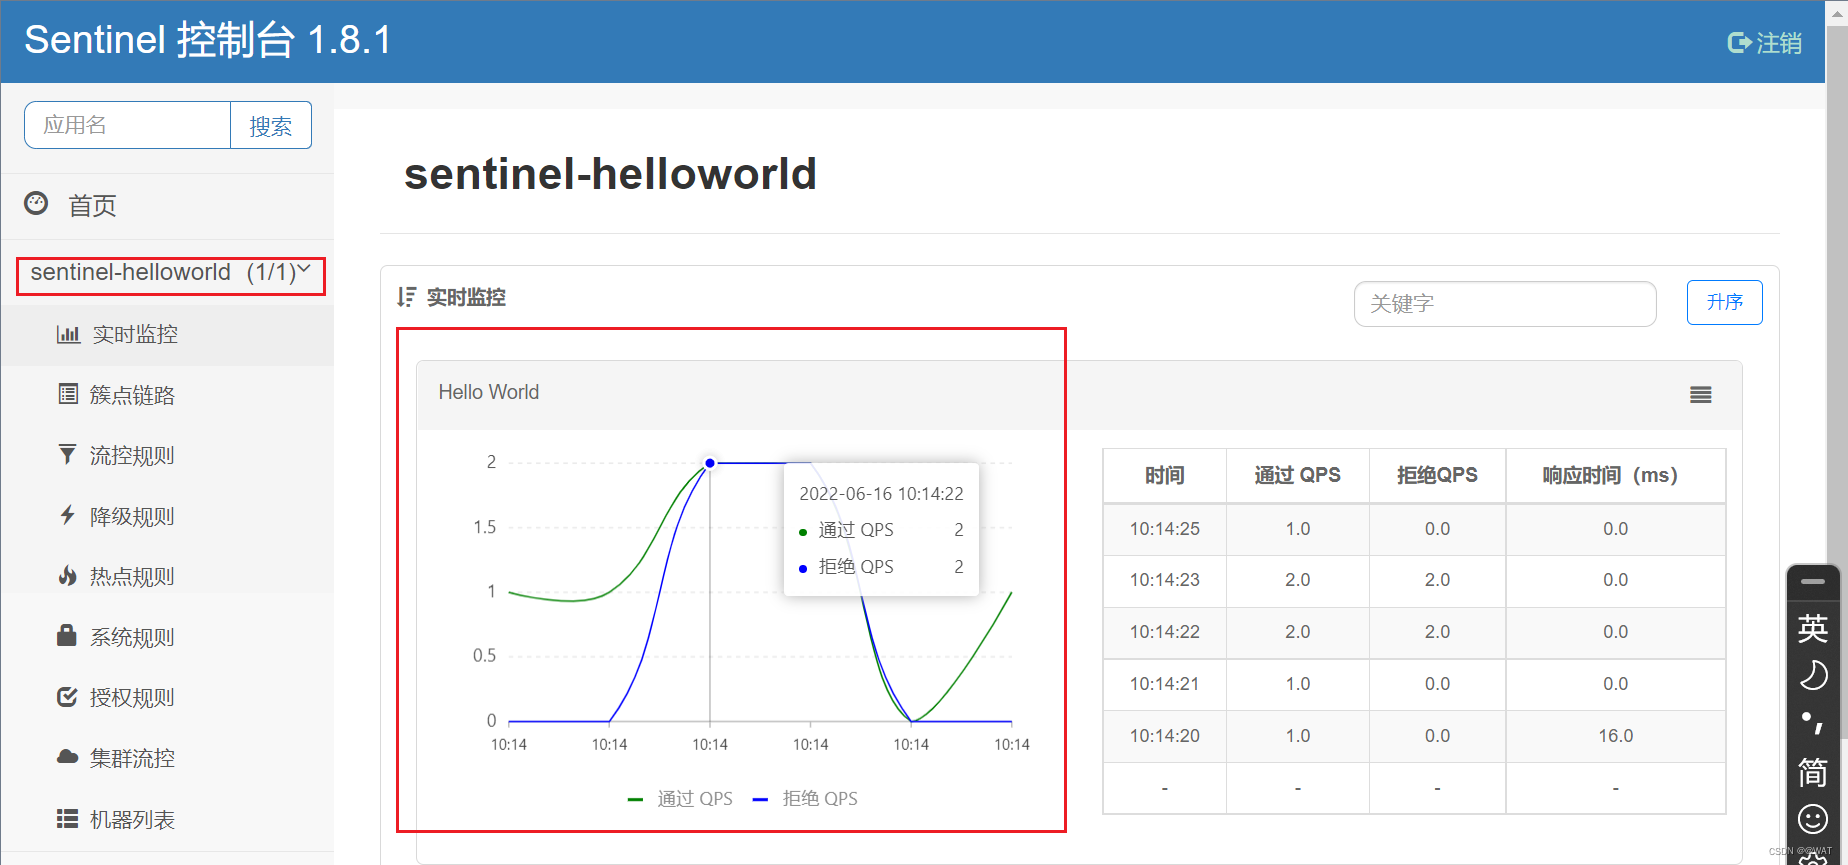 Sentinel 控制台 1.8.1
注销
应用名
搜索
首页
sentinel-helloworld (1/1)
实时监控
簇点链路
流控规则
降级规则
热点规则
系统规则
授权规则
集群流控
机器列表
sentinel-helloworld
实时监控
关键字
升序
Hello World
2
1.5
1
0.5
0
10:14 10:14 10:14 10:14 10:14 10:14
2022-06-16 10:14:22
通过 QPS 2
拒绝 QPS 2
通过 QPS 拒绝 QPS
时间 通过 QPS 拒绝QPS 响应时间（ms）
10:14:25 1.0 0.0 0.0
10:14:23 2.0 2.0 0.0
10:14:22 2.0 2.0 0.0
10:14:21 1.0 0.0 0.0
10:14:20 1.0 0.0 16.0
- - - -
英
简
CSDN @@WAT